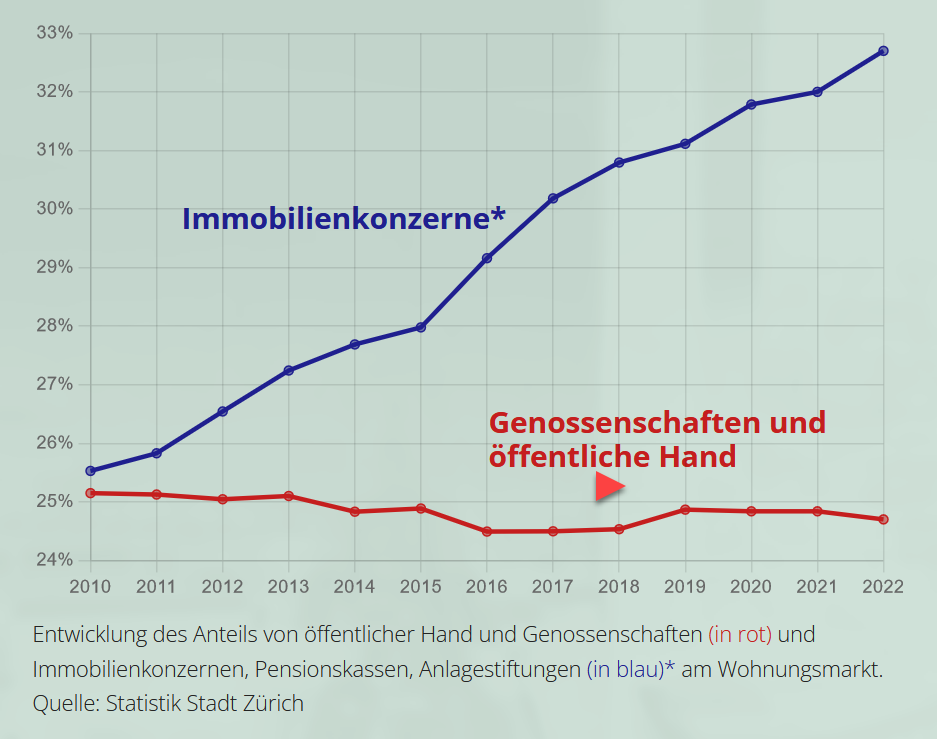 33%
32%
31%
30%
29%
28%
27%
26%
25%
24%
Immobilienkonzerne*
Genossenschaften und
öffentliche Hand
2010 2011 2012 2013 2014 2015 2016 2017 2018 2019 2020 2021 2022
Entwicklung des Anteils von öffentlicher Hand und Genossenschaften (in rot) und
Immobilienkonzernen, Pensionskassen, Anlagestiftungen (in blau)* am Wohnungsmarkt.
Quelle: Statistik Stadt Zürich